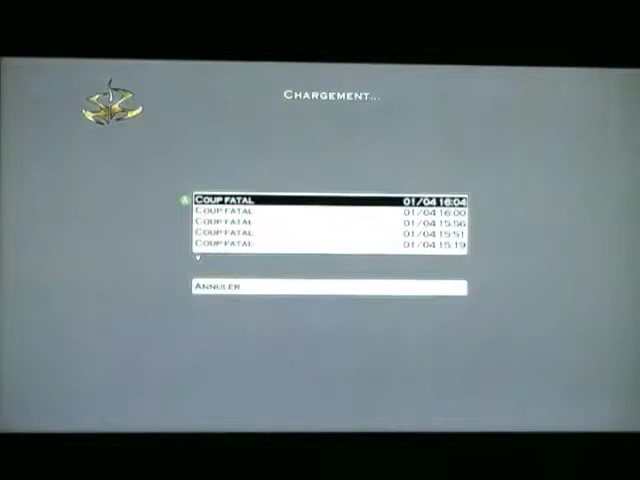 CHARGEMENT...
A
COUP FATAL 01/04 16:04
COUP FATAL 01/04 16:00
COUP FATAL 01/04 15:56
COUP FATAL 01/04 15:51
COUP FATAL 01/04 15:19
ANNULER